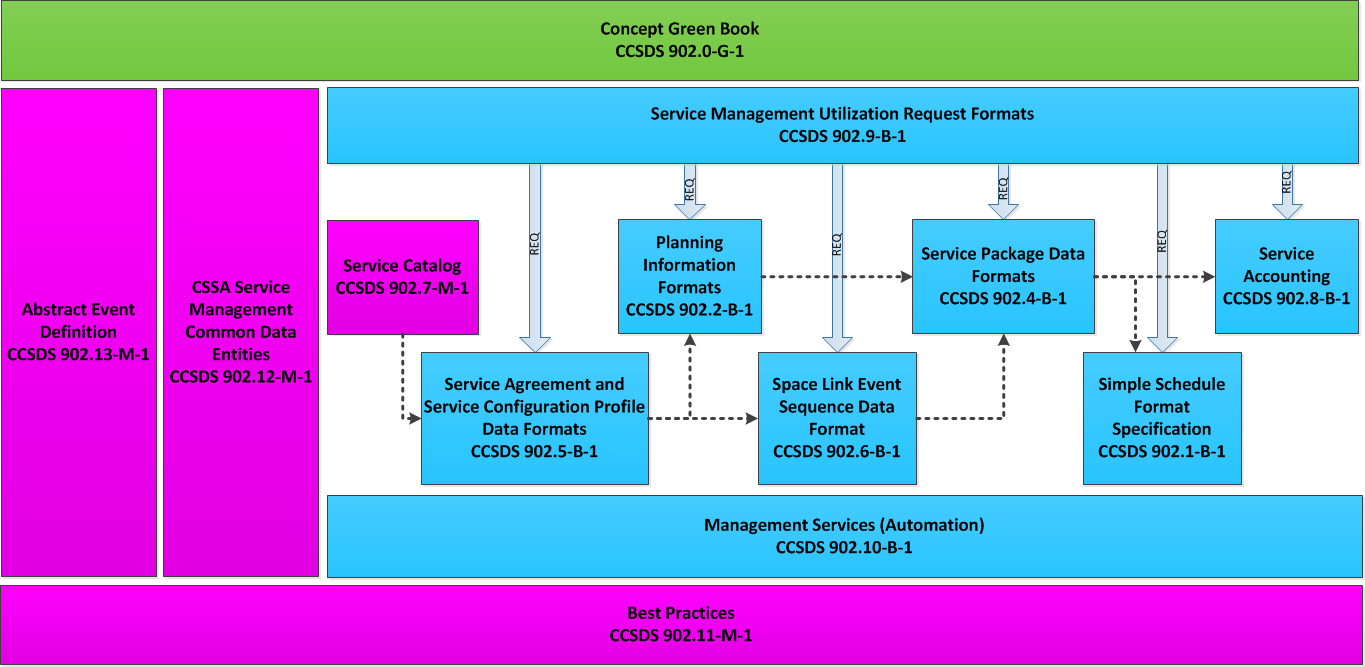 Concept Green Book
CCSDS 902.0-G-1
Abstract Event
Definition
CCSDS 902.13-M-1
CSSA Service
Management
Common Data
Entities
CCSDS 902.12-M-1
Service Management Utilization Request Formats
CCSDS 902.9-B-1
REQ
REQ
REQ
REQ
REQ
REQ
Service Catalog
CCSDS 902.7-M-1
Planning
Information
Formats
CCSDS 902.2-B-1
Service Package Data
Formats
CCSDS 902.4-B-1
Service
Accounting
CCSDS 902.8-B-1
Service Agreement and
Service Configuration Profile
Data Formats
CCSDS 902.5-B-1
Space Link Event
Sequence Data
Format
CCSDS 902.6-B-1
Simple Schedule
Format
Specification
CCSDS 902.1-B-1
Management Services (Automation)
CCSDS 902.10-B-1
Best Practices
CCSDS 902.11-M-1